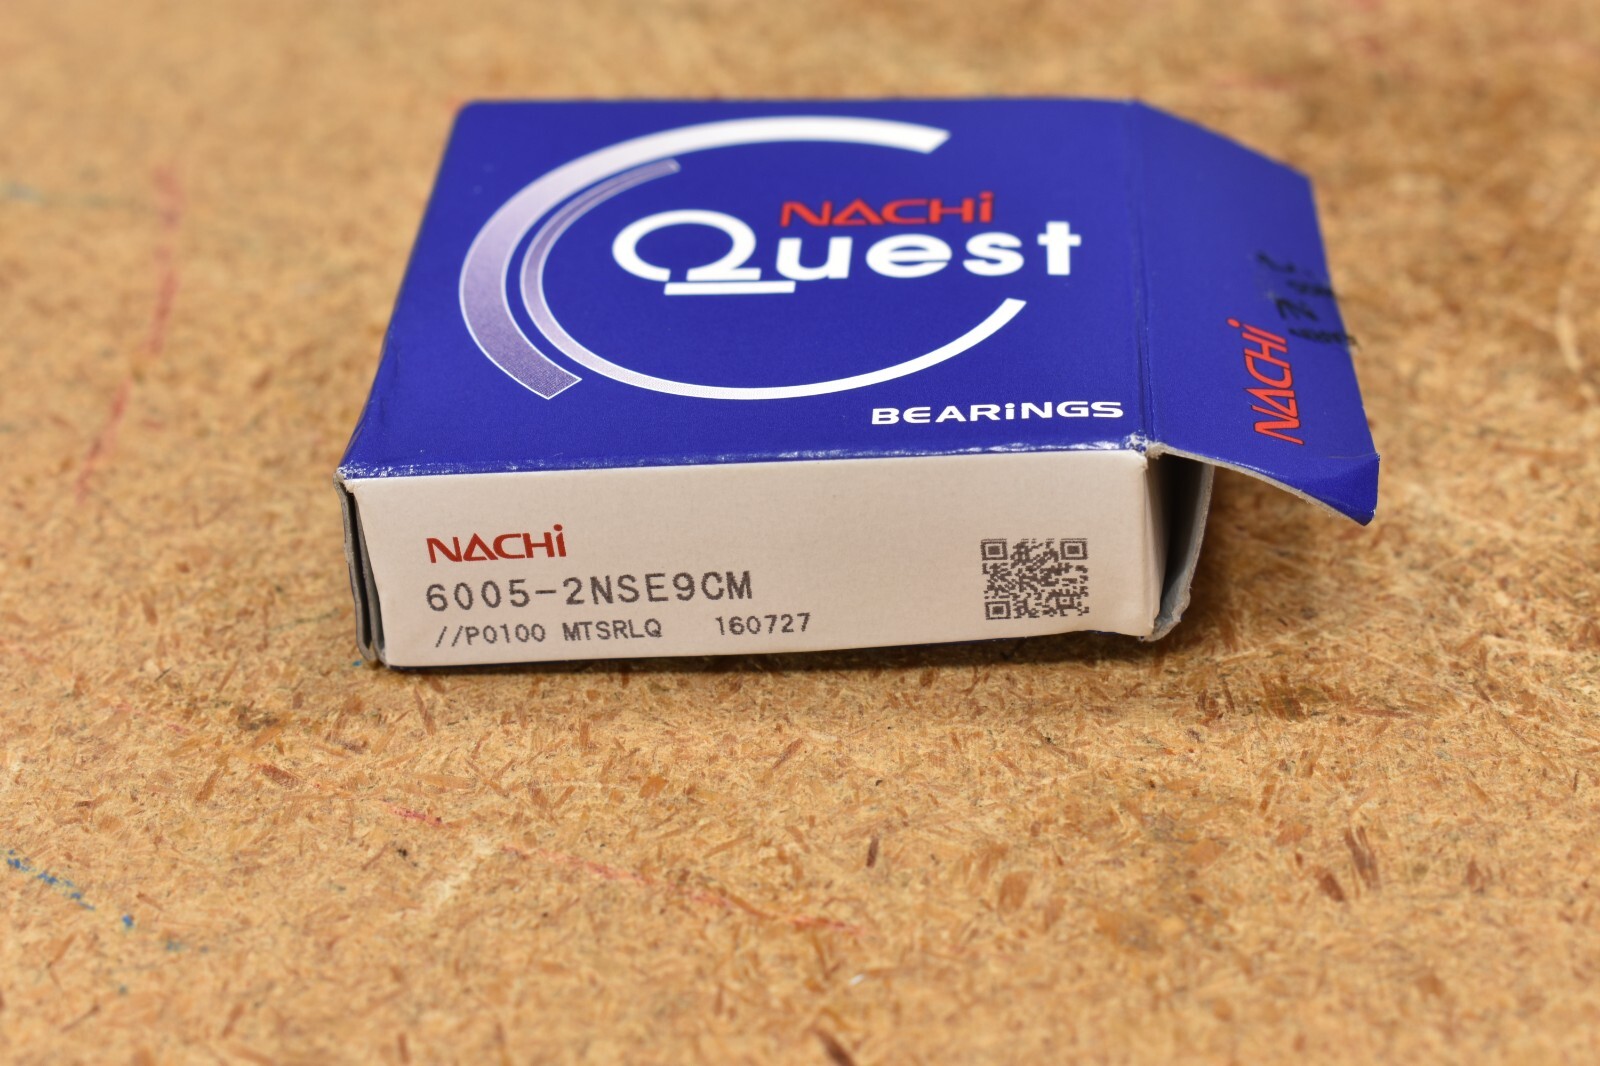 NACHi
Quest
BEARiNGS
NACHi
NACHi
6005-2NSE9CM
//P0100 MTSRLQ 160727